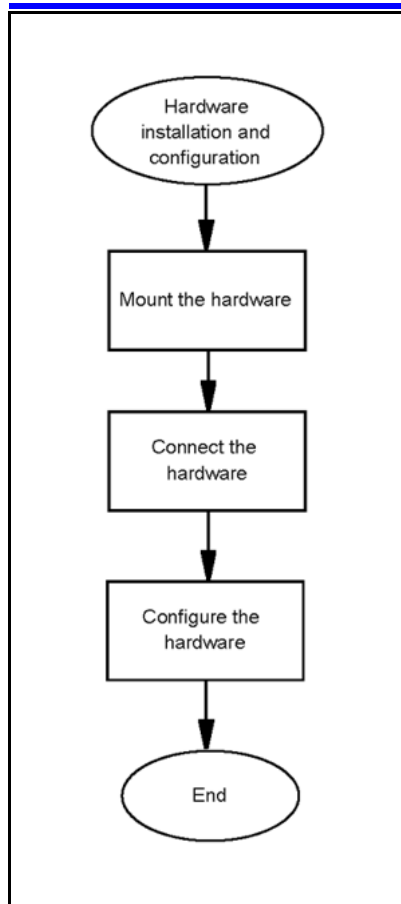 Hardware
installation and
configuration
Mount the hardware
Connect the
hardware
Configure the
hardware
End